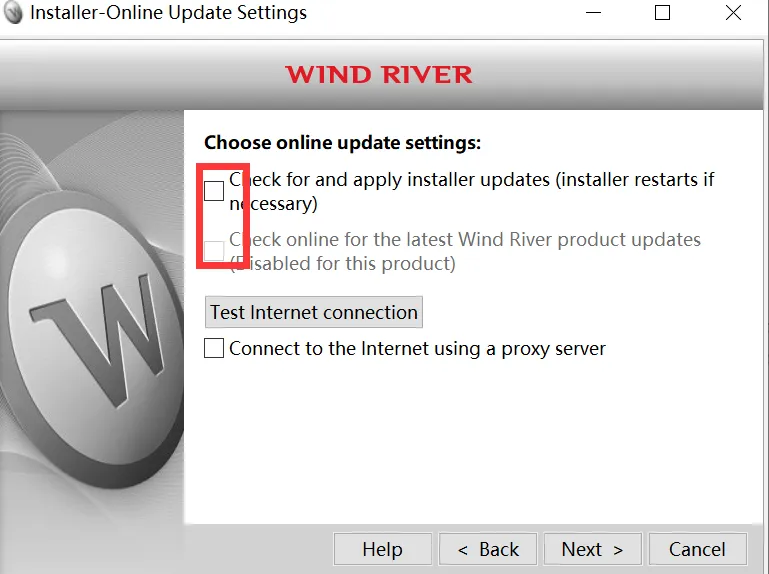 Installer-Online Update Settings
WIND RIVER
Choose online update settings:
Check for and apply installer updates (installer restarts if
necessary)
Check online for the latest Wind River product updates
(Disabled for this product)
Test Internet connection
Connect to the Internet using a proxy server
W
Help
< Back
Next >
Cancel